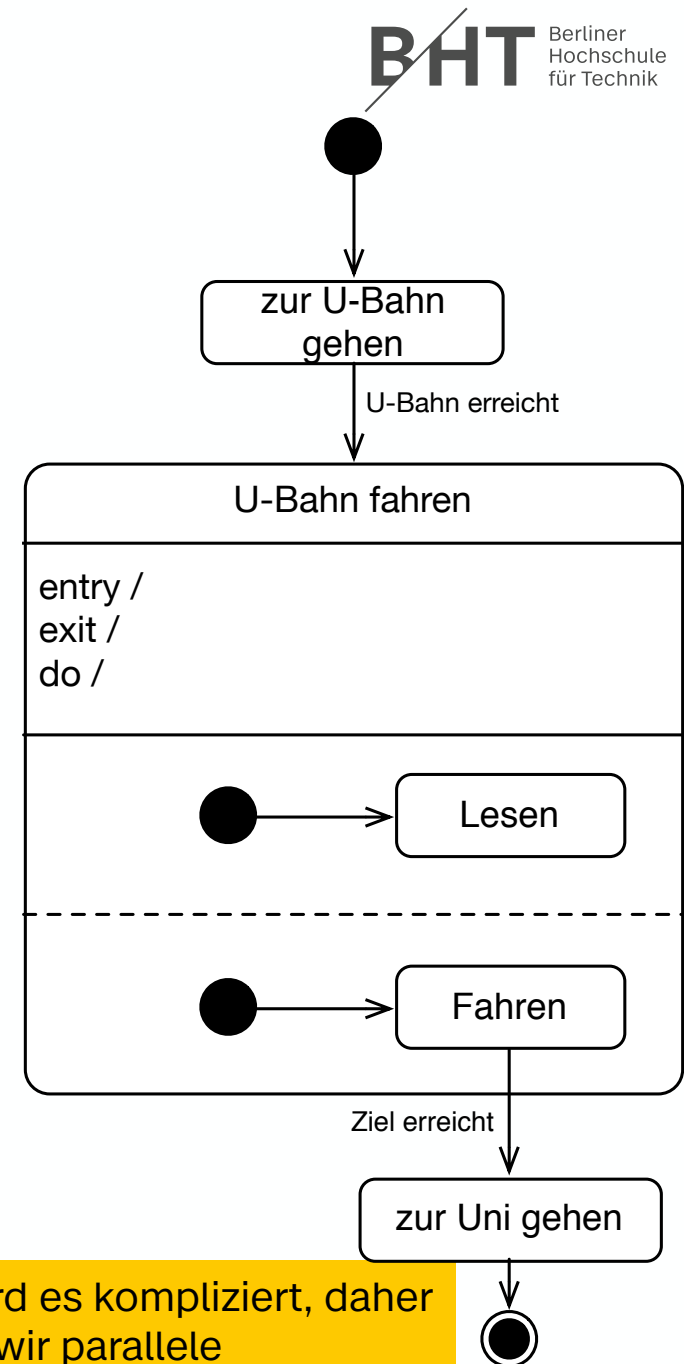 BHT
Berliner
Hochschule
für Technik
zur U-Bahn
gehen
U-Bahn erreicht
U-Bahn fahren
entry /
exit /
do /
Lesen
Fahren
Ziel erreicht
zur Uni gehen
es kompliziert, daher
wir parallele